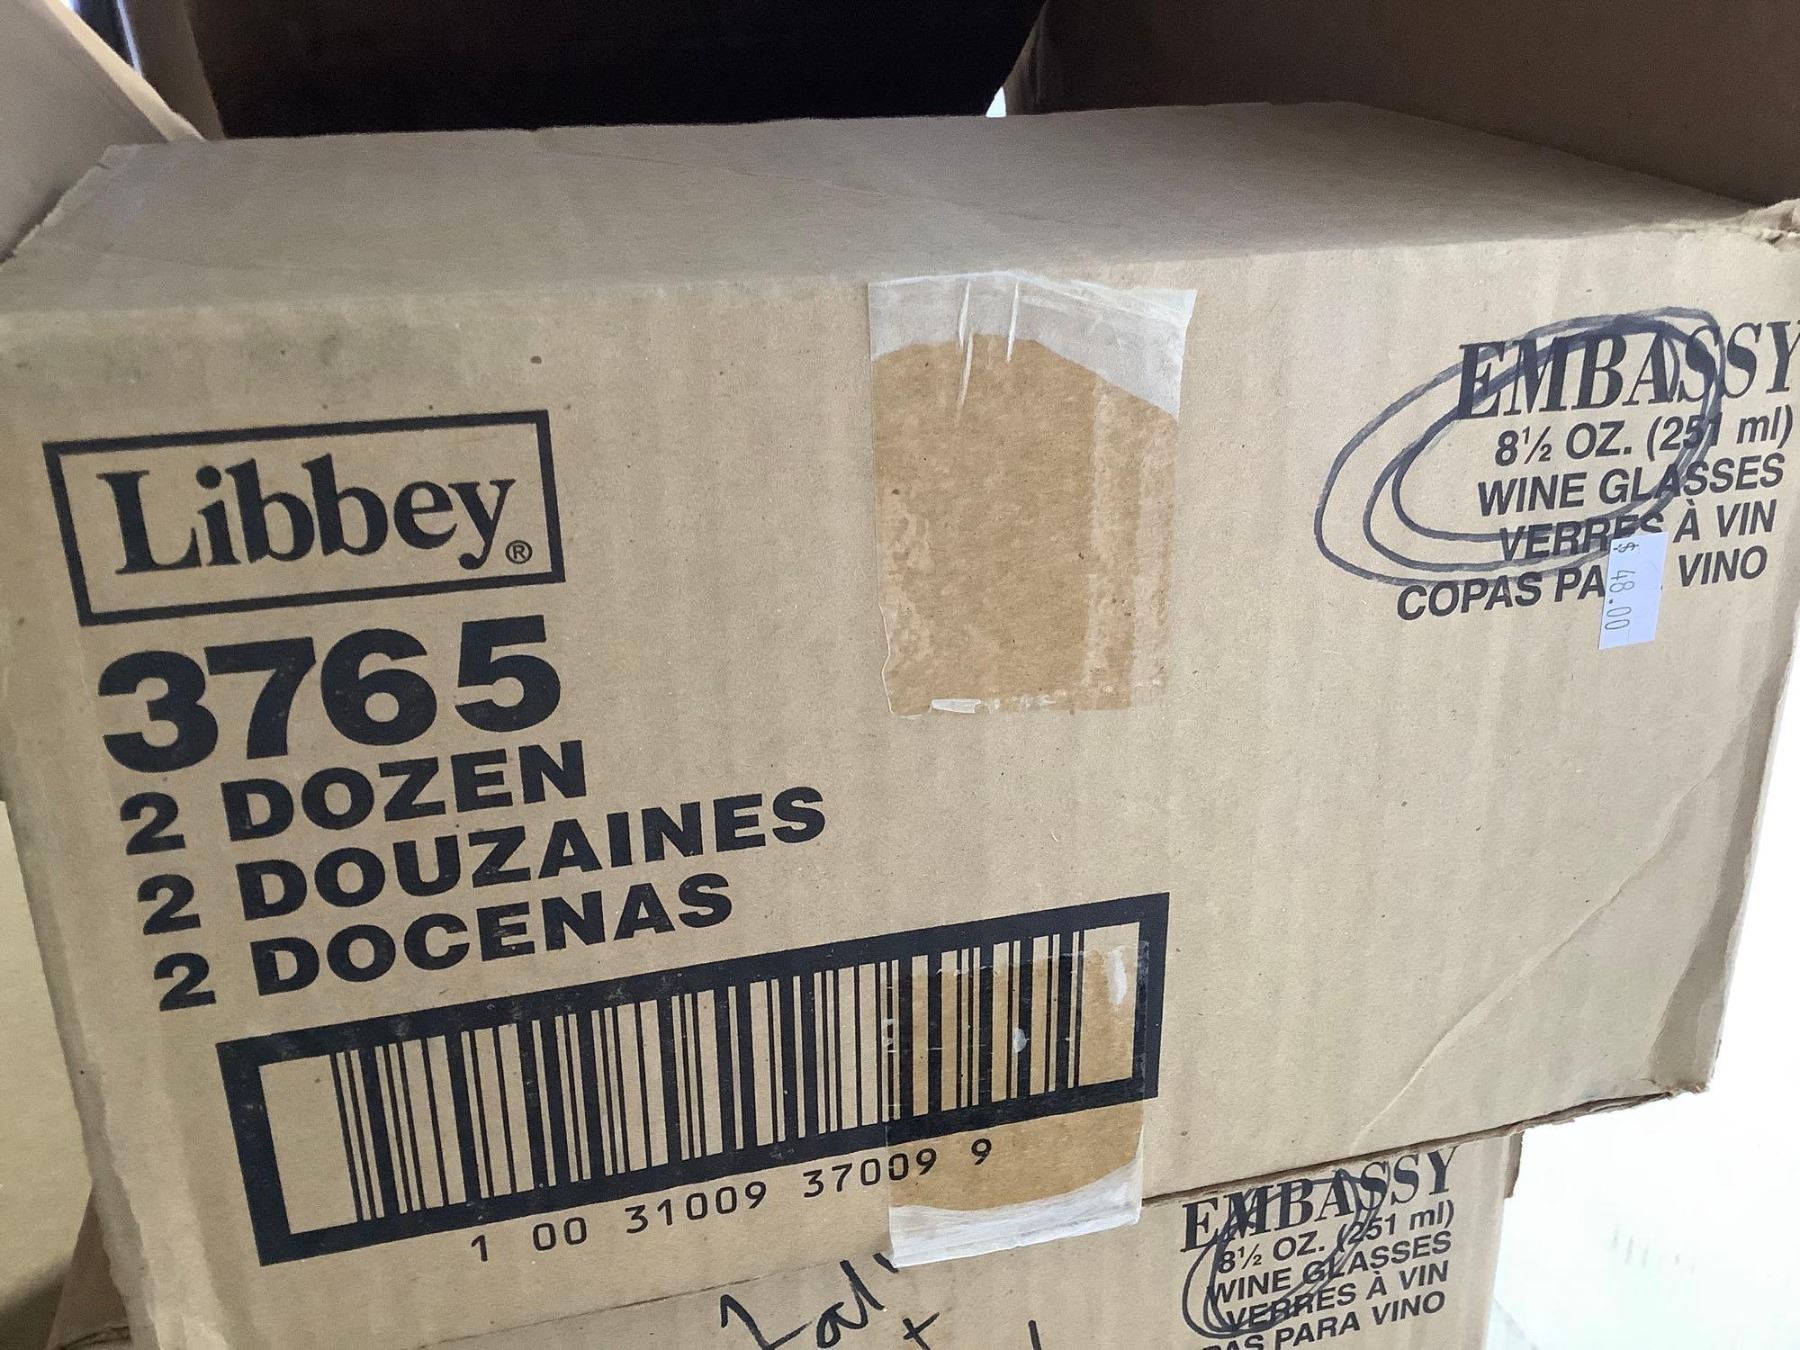 Libbey®
3765
2 DOZEN
2 DOUZAINES
2 DOCENAS
1 00 31009 37009 9
EMBASSY
8½ OZ. (251 ml)
WINE GLASSES
VERRES À VIN
COPAS PA VINO
$ 48.00
EMBASSY
8½ OZ. (251 ml)
WINE GLASSES
VERRES À VIN
PAS PARA VINO